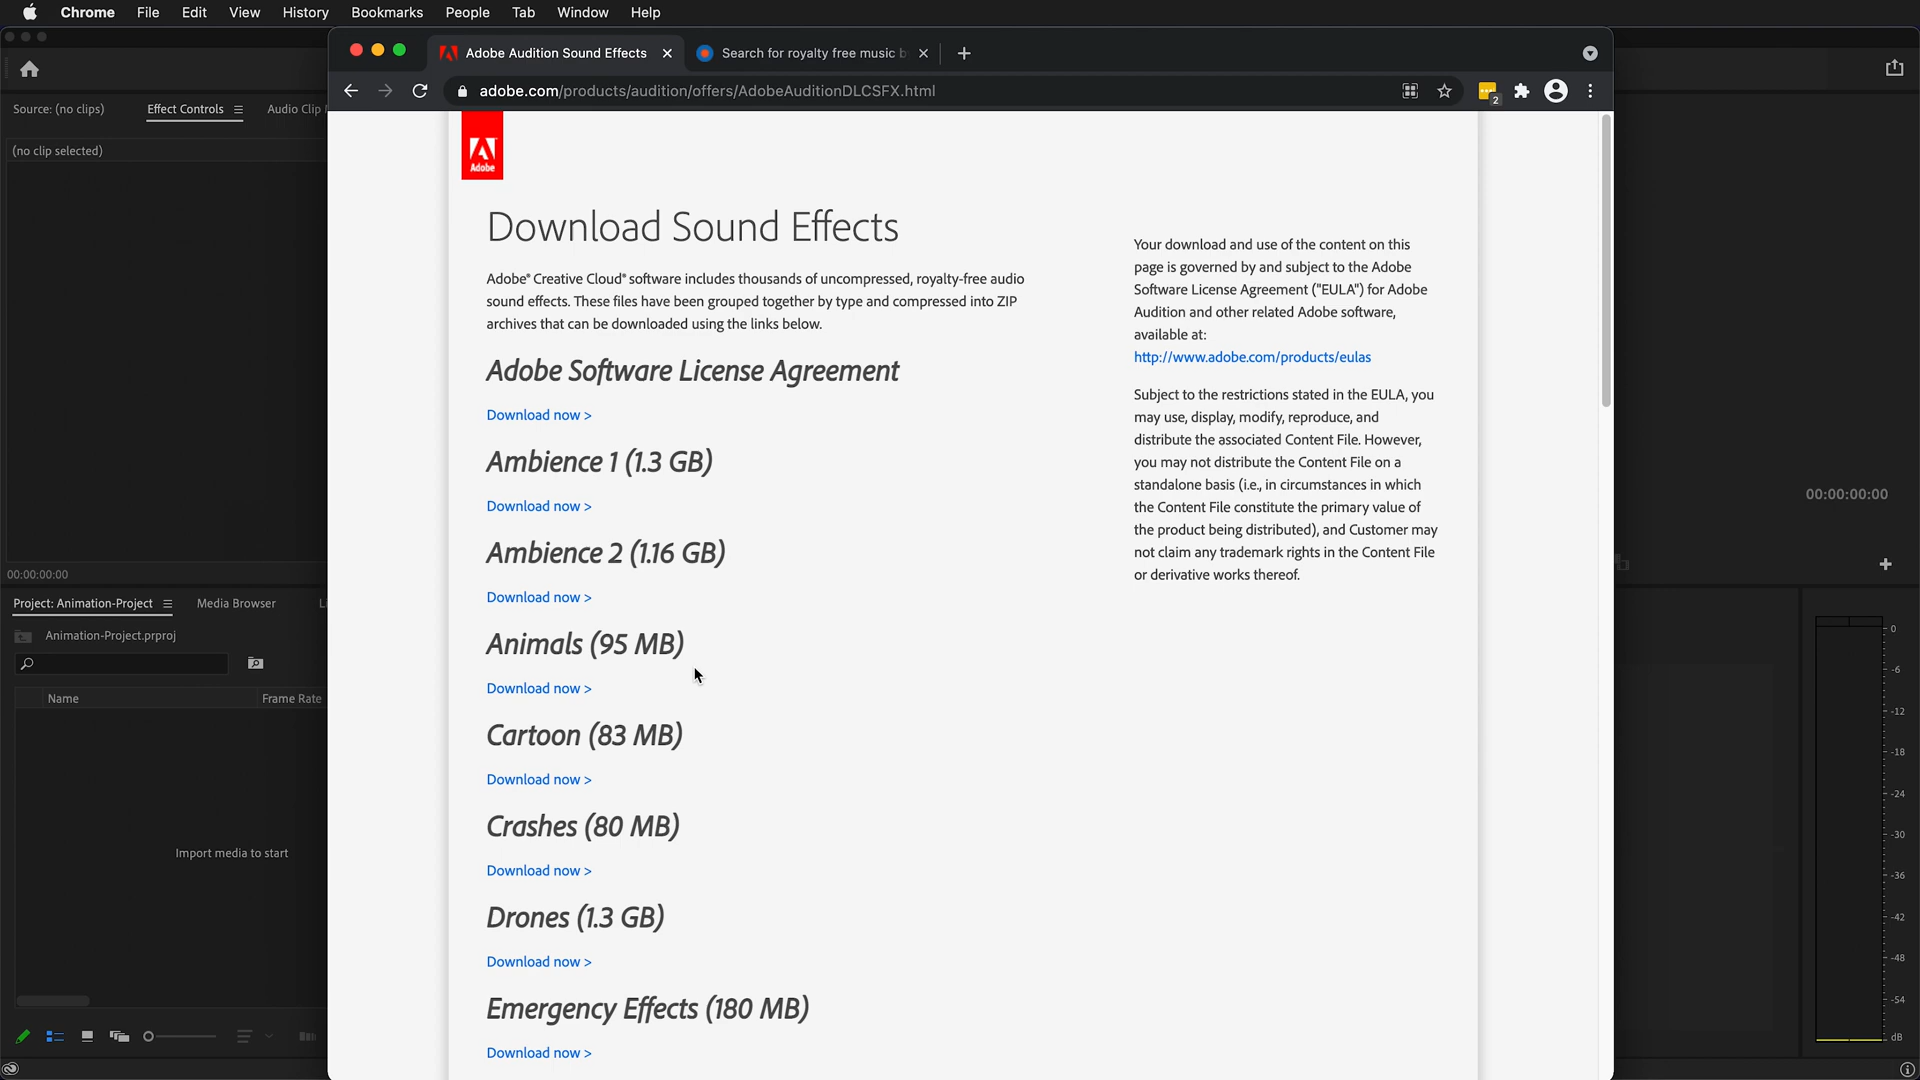 Chrome File Edit View History Bookmarks People Tab Window Help
Adobe Audition Sound Effects
Search for royalty free music
adobe.com/products/audition/offers/AdobeAuditionDLCSFX.html
2
Source: (no clips) Effect Controls Audio Clip
(no clip selected)
00:00:00:00
Project: Animation-Project Media Browser
Animation-Project.prproj
Name Frame Rate
Import media to start
Adobe
Download Sound Effects
Adobe® Creative Cloud® software includes thousands of uncompressed, royalty-free audio
sound effects. These files have been grouped together by type and compressed into ZIP
archives that can be downloaded using the links below.
Adobe Software License Agreement
Download now >
Ambience 1 (1.3 GB)
Download now >
Ambience 2 (1.16 GB)
Download now >
Animals (95 MB)
Download now >
Cartoon (83 MB)
Download now >
Crashes (80 MB)
Download now >
Drones (1.3 GB)
Download now >
Emergency Effects (180 MB)
Download now >
Your download and use of the content on this
page is governed by and subject to the Adobe
Software License Agreement ("EULA") for Adobe
Audition and other related Adobe software,
available at:
http://www.adobe.com/products/eulas
Subject to the restrictions stated in the EULA, you
may use, display, modify, reproduce, and
distribute the associated Content File. However,
you may not distribute the Content File on a
standalone basis (i.e., in circumstances in which
the Content File constitute the primary value of
the product being distributed), and Customer may
not claim any trademark rights in the Content File
or derivative works thereof.
00:00:00:00
0
-6
-12
-18
-24
-30
-36
-42
-48
-54
dB